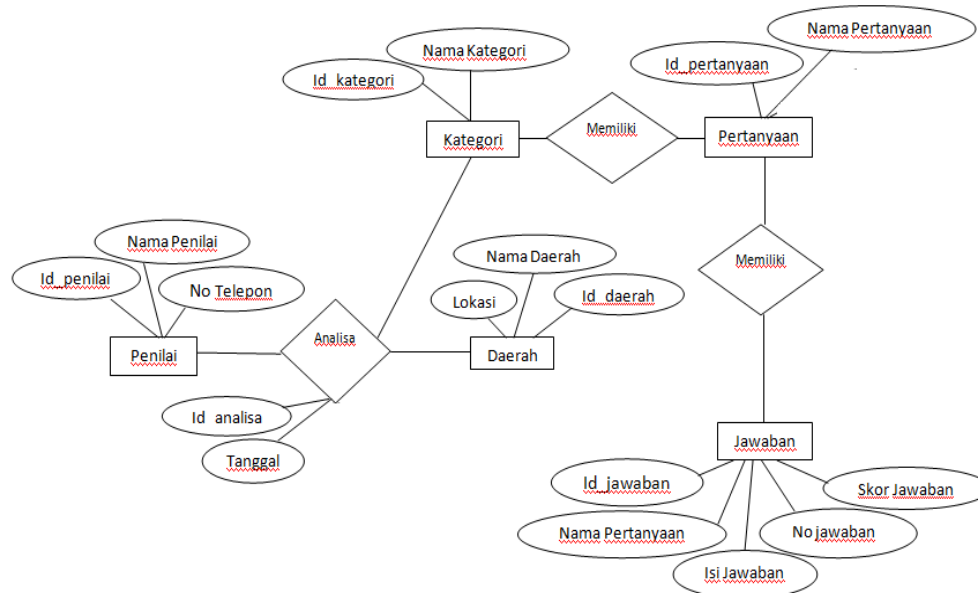 Nama Pertanyaan
Nama Kategori
Id_pertanyaan
Id_kategori
Memiliki
Kategori
Pertanyaan
Nama Penilai
Nama Daerah
Memiliki
Id_penilai
No Telepon
Lokasi
Id_daerah
Analisa
Penilai
Daerah
Id_analisa
Tanggal
Jawaban
Id_jawaban
Skor Jawaban
Nama Pertanyaan
No jawaban
Isi Jawaban